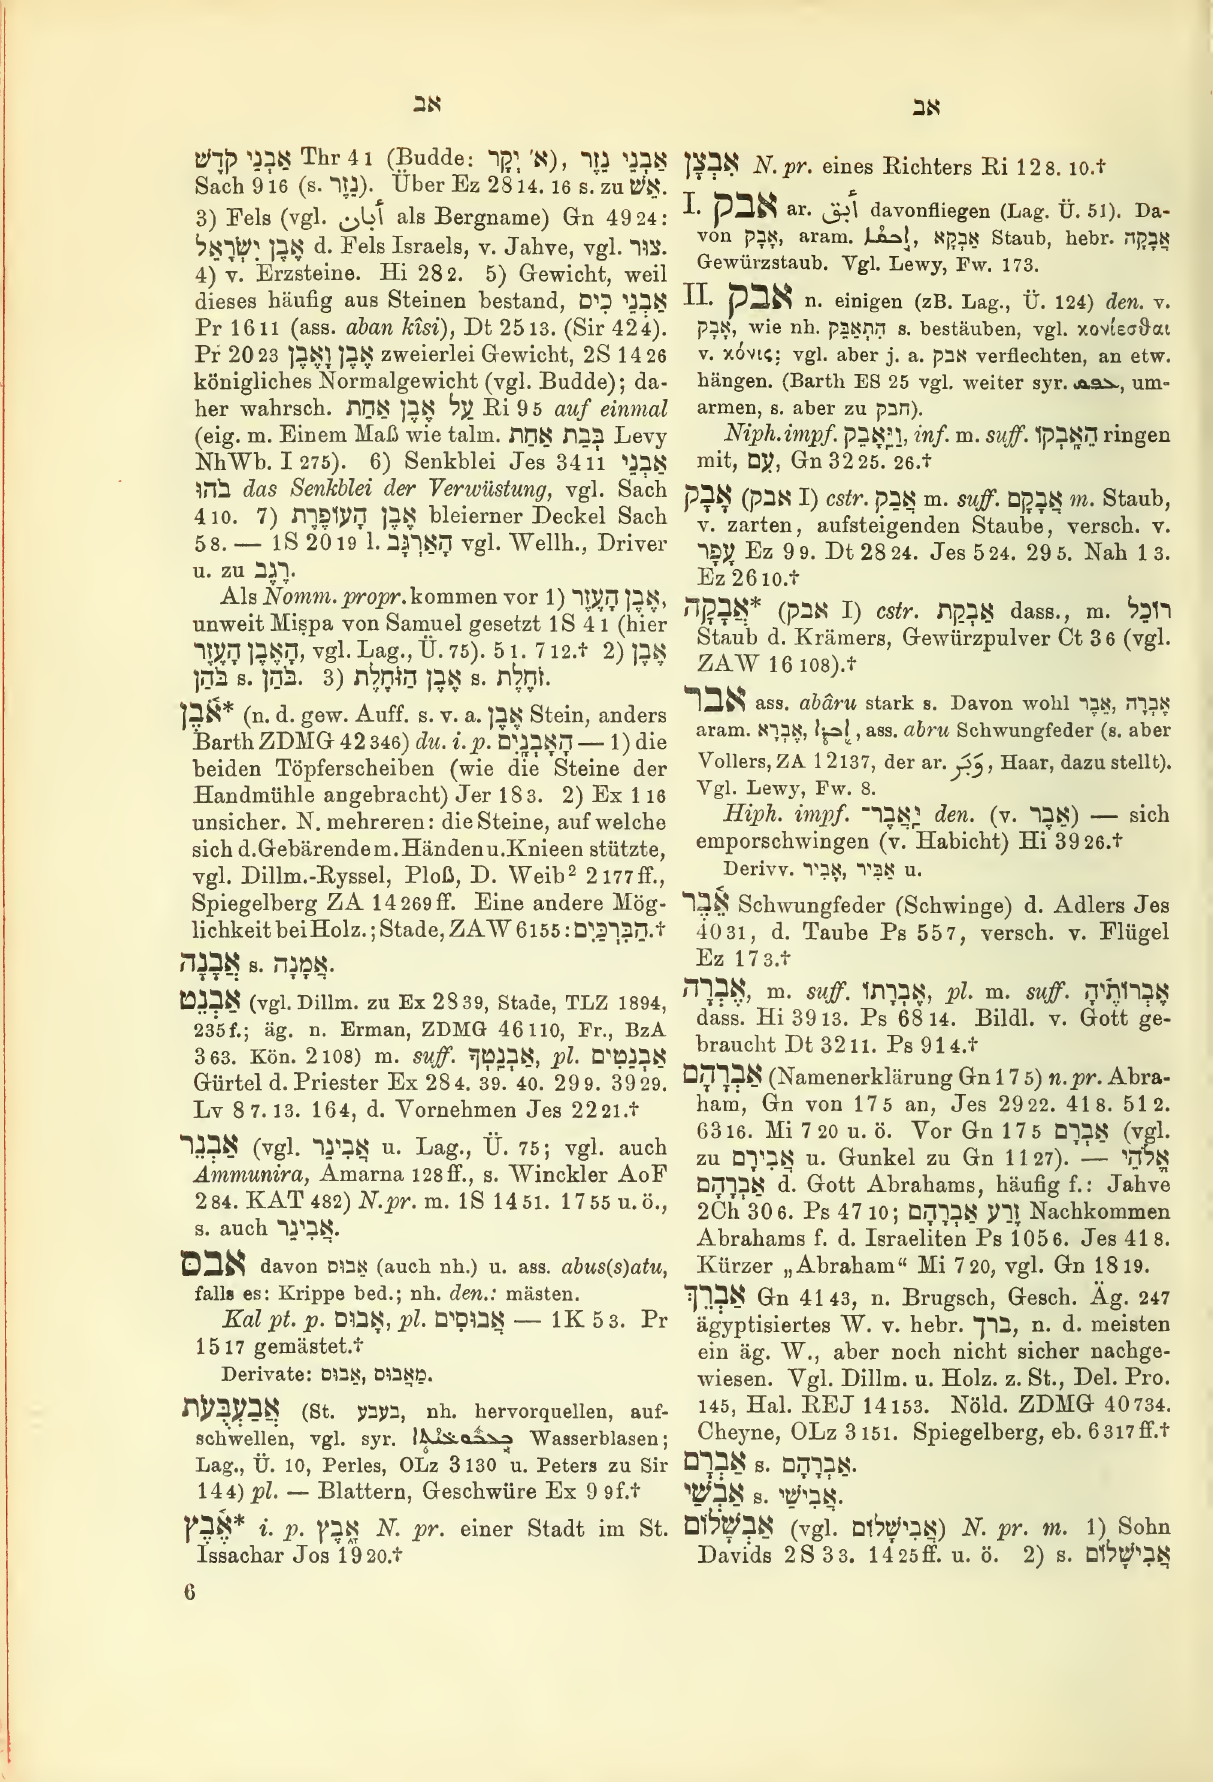 אב
אַבְנֵי קֹדֶשׁ Thr 4 1 (Budde: א' יְקָר), אַבְנֵי נֵזֶר
Sach 9 16 (s. נֵזֶר). Über Ez 28 14. 16 s. zu אֵשׁ.
3) Fels (vgl. أبان als Bergname) Gn 49 24:
אֶבֶן יִשְׂרָאֵל d. Fels Israels, v. Jahve, vgl. צוּר.
4) v. Erzsteine. Hi 28 2. 5) Gewicht, weil
dieses häufig aus Steinen bestand, אַבְנֵי כִים
Pr 16 11 (ass. aban kîsi), Dt 25 13. (Sir 42 4).
Pr 20 23 אֶבֶן וָאֶבֶן zweierlei Gewicht, 2S 14 26
königliches Normalgewicht (vgl. Budde); da-
her wahrsch. עַל אֶבֶן אַחַת Ri 9 5 auf einmal
(eig. m. Einem Maß wie talm. בְּבַת אַחַת Levy
NhWb. I 275). 6) Senkblei Jes 34 11 אַבְנֵי
בֹהוּ das Senkblei der Verwüstung, vgl. Sach
4 10. 7) אֶבֶן הָעוֹפֶרֶת bleierner Deckel Sach
5 8. — 1S 20 19 l. הָאַרְגָּב vgl. Wellh., Driver
u. zu רֶגֶב.
Als Nomm. propr. kommen vor 1) אֶבֶן הָעֵזֶר,
unweit Miṣpa von Samuel gesetzt 1S 4 1 (hier
הָאֶבֶן הָעֵזֶר, vgl. Lag., Ü. 75). 5 1. 7 12.† 2) אֶבֶן
בֹּהַן s. בֹּהַן. 3) אֶבֶן הַזֹּחֶלֶת s. זֹחֶלֶת.
אֹבֶן* (n. d. gew. Auff. s. v. a. אֶבֶן Stein, anders
Barth ZDMG 42 346) du. i. p. הָאָבְנָיִם — 1) die
beiden Töpferscheiben (wie die Steine der
Handmühle angebracht) Jer 18 3. 2) Ex 1 16
unsicher. N. mehreren: die Steine, auf welche
sich d. Gebärende m. Händen u. Knieen stützte,
vgl. Dillm.-Ryssel, Ploß, D. Weib² 2 177 ff.,
Spiegelberg ZA 14 269 ff. Eine andere Mög-
lichkeit bei Holz.; Stade, ZAW 6 155: הַבִּרְכַּיִם.†
אֲבָנָה s. אֲמָנָה.
אַבְנֵט (vgl. Dillm. zu Ex 28 39, Stade, TLZ 1894,
235 f.; äg. n. Erman, ZDMG 46 110, Fr., BzA
3 63. Kön. 2 108) m. suff. אַבְנֵטְךָ, pl. אַבְנֵטִים
Gürtel d. Priester Ex 28 4. 39. 40. 29 9. 39 29.
Lv 8 7. 13. 16 4, d. Vornehmen Jes 22 21.†
אַבְנֵר (vgl. אֲבִינֵר u. Lag., Ü. 75; vgl. auch
Ammunira, Amarna 128 ff., s. Winckler AoF
2 84. KAT 482) N. pr. m. 1S 14 51. 17 55 u. ö.,
s. auch אֲבִינֵר.
אבס davon אֵבוּס (auch nh.) u. ass. abus(s)atu,
falls es: Krippe bed.; nh. den.: mästen.
Kal pt. p. אָבוּס, pl. אֲבוּסִים — 1K 5 3. Pr
15 17 gemästet.†
Derivate: אֵבוּס, מַאֲבוּס.
אֲבַעְבֻּעֹת (St. בעבע, nh. hervorquellen, auf-
schwellen, vgl. syr. Wasserblasen;
Lag., Ü. 10, Perles, OLz 3 130 u. Peters zu Sir
14 4) pl. — Blattern, Geschwüre Ex 9 9 f.†
אֶבֶץ* i. p. אָבֶץ N. pr. einer Stadt im St.
Issachar Jos 19 20.†
6
אב
אִבְצָן N. pr. eines Richters Ri 12 8. 10.†
I. אבק ar. أبق davonfliegen (Lag. Ü. 51). Da-
von אָבָק, aram. אַבְקָא, Staub, hebr. אֲבָקָה
Gewürzstaub. Vgl. Lewy, Fw. 173.
II. אבק n. einigen (zB. Lag., Ü. 124) den. v.
אָבָק, wie nh. הִתְאַבֵּק s. bestäuben, vgl. κονίεσθαι
v. κόνις: vgl. aber j. a. אבק verflechten, an etw.
hängen. (Barth ES 25 vgl. weiter syr. um-
armen, s. aber zu חבק).
Niph. impf. וַיֵּאָבֵק, inf. m. suff. הֵאָבְקוֹ ringen
mit, עִם, Gn 32 25. 26.†
אָבָק (אבק I) cstr. אֲבַק m. suff. אֲבָקָם m. Staub,
v. zarten, aufsteigenden Staube, versch. v.
עָפָר Ez 9 9. Dt 28 24. Jes 5 24. 29 5. Nah 1 3.
Ez 26 10.†
אֲבָקָה* (אבק I) cstr. אַבְקַת dass., m. רוֹכֵל
Staub d. Krämers, Gewürzpulver Ct 3 6 (vgl.
ZAW 16 108).†
אבר ass. abâru stark s. Davon wohl אֵבֶר, אֶבְרָה
aram. אֶבְרָא, ass. abru Schwungfeder (s. aber
Vollers, ZA 12 137, der ar. وَبَر, Haar, dazu stellt).
Vgl. Lewy, Fw. 8.
Hiph. impf. יַאֲבֶר־ den. (v. אֵבֶר) — sich
emporschwingen (v. Habicht) Hi 39 26.†
Derivv. אָבִיר, אַבִּיר u.
אֵבֶר Schwungfeder (Schwinge) d. Adlers Jes
40 31, d. Taube Ps 55 7, versch. v. Flügel
Ez 17 3.†
אֶבְרָה, m. suff. אֶבְרָתוֹ, pl. m. suff. אֶבְרוֹתֶיהָ
dass. Hi 39 13. Ps 68 14. Bildl. v. Gott ge-
braucht Dt 32 11. Ps 91 4.†
אַבְרָהָם (Namenerklärung Gn 17 5) n. pr. Abra-
ham, Gn von 17 5 an, Jes 29 22. 41 8. 51 2.
63 16. Mi 7 20 u. ö. Vor Gn 17 5 אַבְרָם (vgl.
zu אֲבִירָם u. Gunkel zu Gn 11 27). — אֱלֹהֵי
אַבְרָהָם d. Gott Abrahams, häufig f.: Jahve
2Ch 30 6. Ps 47 10; זֶרַע אַבְרָהָם Nachkommen
Abrahams f. d. Israeliten Ps 105 6. Jes 41 8.
Kürzer „Abraham“ Mi 7 20, vgl. Gn 18 19.
אַבְרֵךְ Gn 41 43, n. Brugsch, Gesch. Äg. 247
ägyptisiertes W. v. hebr. ברך, n. d. meisten
ein äg. W., aber noch nicht sicher nachge-
wiesen. Vgl. Dillm. u. Holz. z. St., Del. Pro.
145, Hal. REJ 14 153. Nöld. ZDMG 40 734.
Cheyne, OLz 3 151. Spiegelberg, eb. 6 317 ff.†
אַבְרָם s. אַבְרָהָם.
אַבְשַׁי s. אֲבִישַׁי.
אַבְשָׁלוֹם (vgl. אֲבִישָׁלוֹם) N. pr. m. 1) Sohn
Davids 2S 3 3. 14 25 ff. u. ö. 2) s. אֲבִישָׁלוֹם